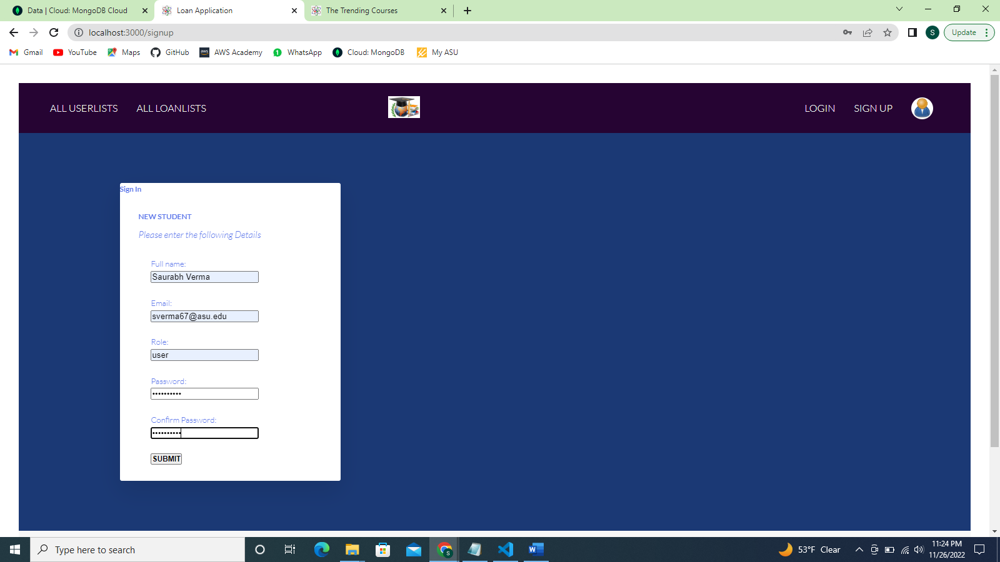 Data | Cloud: MongoDB Cloud
Loan Application
The Trending Courses
localhost:3000/signup
S
Update
Gmail
YouTube
Maps
GitHub
aws
AWS Academy
1
WhatsApp
Cloud: MongoDB
My ASU
ALL USERLISTS
ALL LOANLISTS
LOGIN
SIGN UP
Sign In
NEW STUDENT
Please enter the following Details
Full name:
Saurabh Verma
Email:
sverma67@asu.edu
Role:
user
Password:
••••••••••
Confirm Password:
••••••••••
SUBMIT
Type here to search
S
W
53°F Clear
11:24 PM
11/26/2022